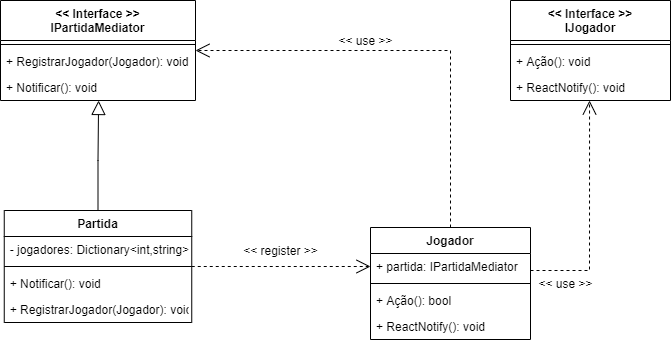 << Interface >>
IPartidaMediator
+ RegistrarJogador(Jogador): void
+ Notificar(): void
<< Interface >>
IJogador
+ Ação(): void
+ ReactNotify(): void
<< use >>
Partida
- jogadores: Dictionary<int,string>
+ Notificar(): void
+ RegistrarJogador(Jogador): void
<< register >>
Jogador
+ partida: IPartidaMediator
+ Ação(): bool
+ ReactNotify(): void
<< use >>